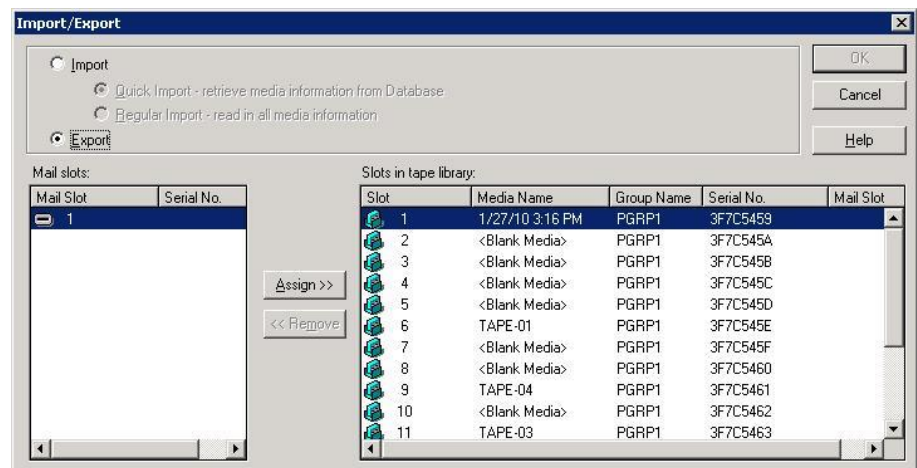 Import/Export
Import
Quick Import - retrieve media information from Database
Regular Import - read in all media information
Export
OK
Cancel
Help
Mail slots:
Mail Slot Serial No.
1
Assign >>
<< Remove
Slots in tape library:
Slot Media Name Group Name Serial No. Mail Slot
1 1/27/10 3:16 PM PGRP1 3F7C5459
2 <Blank Media> PGRP1 3F7C545A
3 <Blank Media> PGRP1 3F7C545B
4 <Blank Media> PGRP1 3F7C545C
5 <Blank Media> PGRP1 3F7C545D
6 TAPE-01 PGRP1 3F7C545E
7 <Blank Media> PGRP1 3F7C545F
8 <Blank Media> PGRP1 3F7C5460
9 TAPE-04 PGRP1 3F7C5461
10 <Blank Media> PGRP1 3F7C5462
11 TAPE-03 PGRP1 3F7C5463